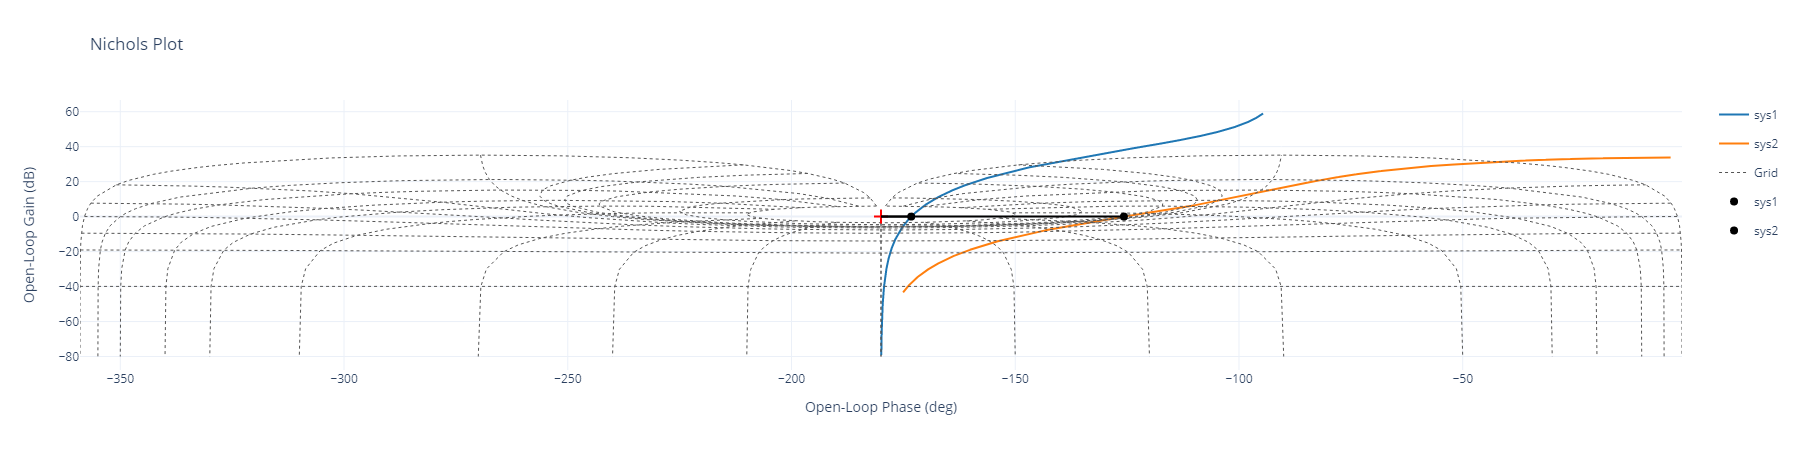 Nichols Plot
60
40
20
0
−20
−40
−60
−80
−350
−300
−250
−200
−150
−100
−50
Open-Loop Phase (deg)
Open-Loop Gain (dB)
sys1
sys2
Grid
sys1
sys2